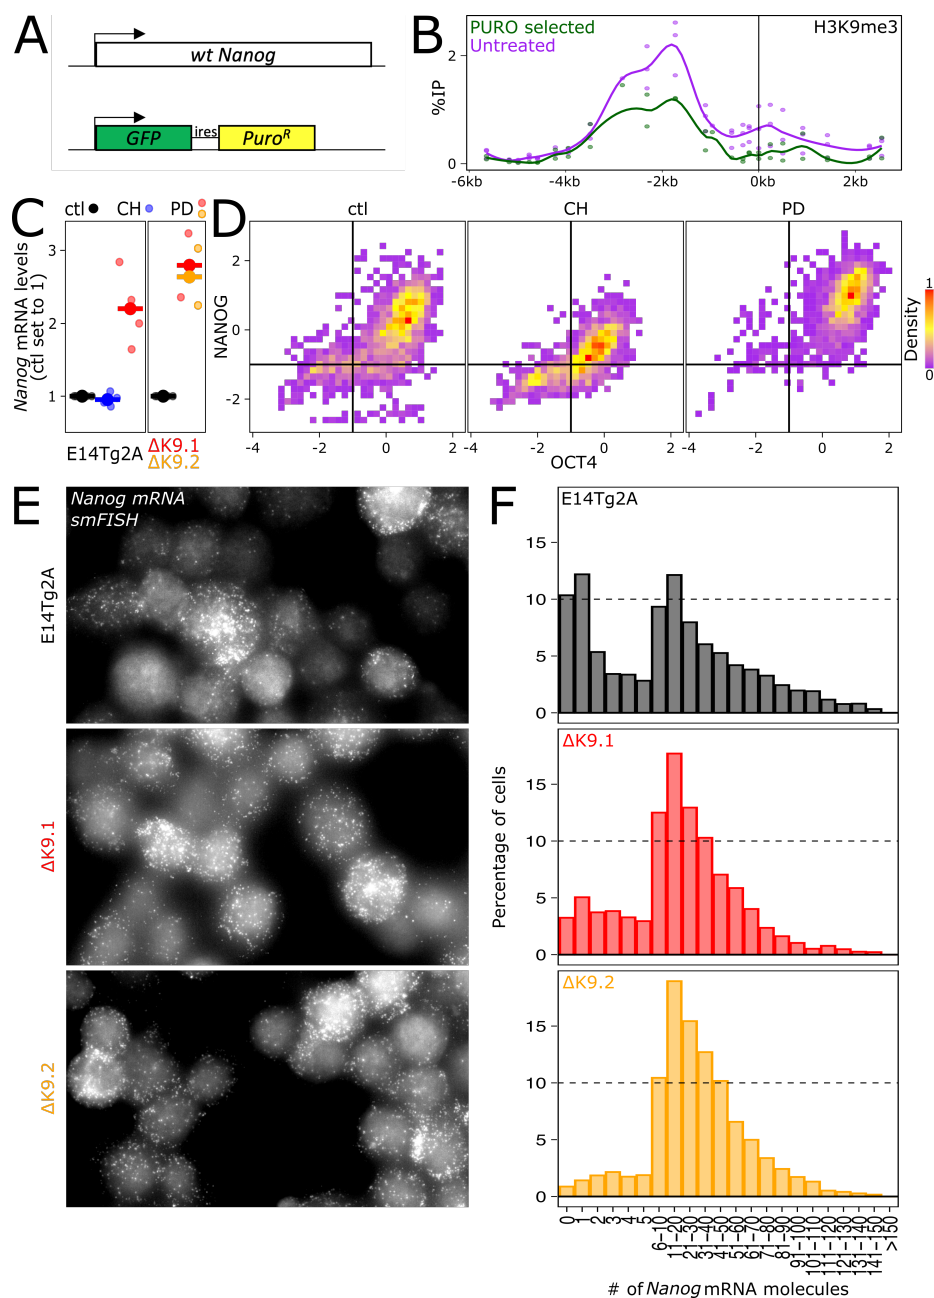 A
wt Nanog
GFP
ires
Puroᴿ
B
PURO selected
Untreated
H3K9me3
%IP
2
1
0
-6kb
-4kb
-2kb
0kb
2kb
C
ctl
CH
PD
Nanog mRNA levels
(ctl set to 1)
3
2
1
E14Tg2A
ΔK9.1
ΔK9.2
D
ctl
CH
PD
NANOG
2
0
-2
-4
-2
0
2
-4
-2
0
2
-4
-2
0
2
OCT4
Density
1
0
E
Nanog mRNA
smFISH
E14Tg2A
ΔK9.1
ΔK9.2
F
Percentage of cells
E14Tg2A
15
10
5
0
ΔK9.1
15
10
5
0
ΔK9.2
15
10
5
0
0
1
2
3
4
5
6-10
11-20
21-30
31-40
41-50
51-60
61-70
71-80
81-90
91-100
101-110
111-120
121-130
131-140
141-150
>150
# of Nanog mRNA molecules